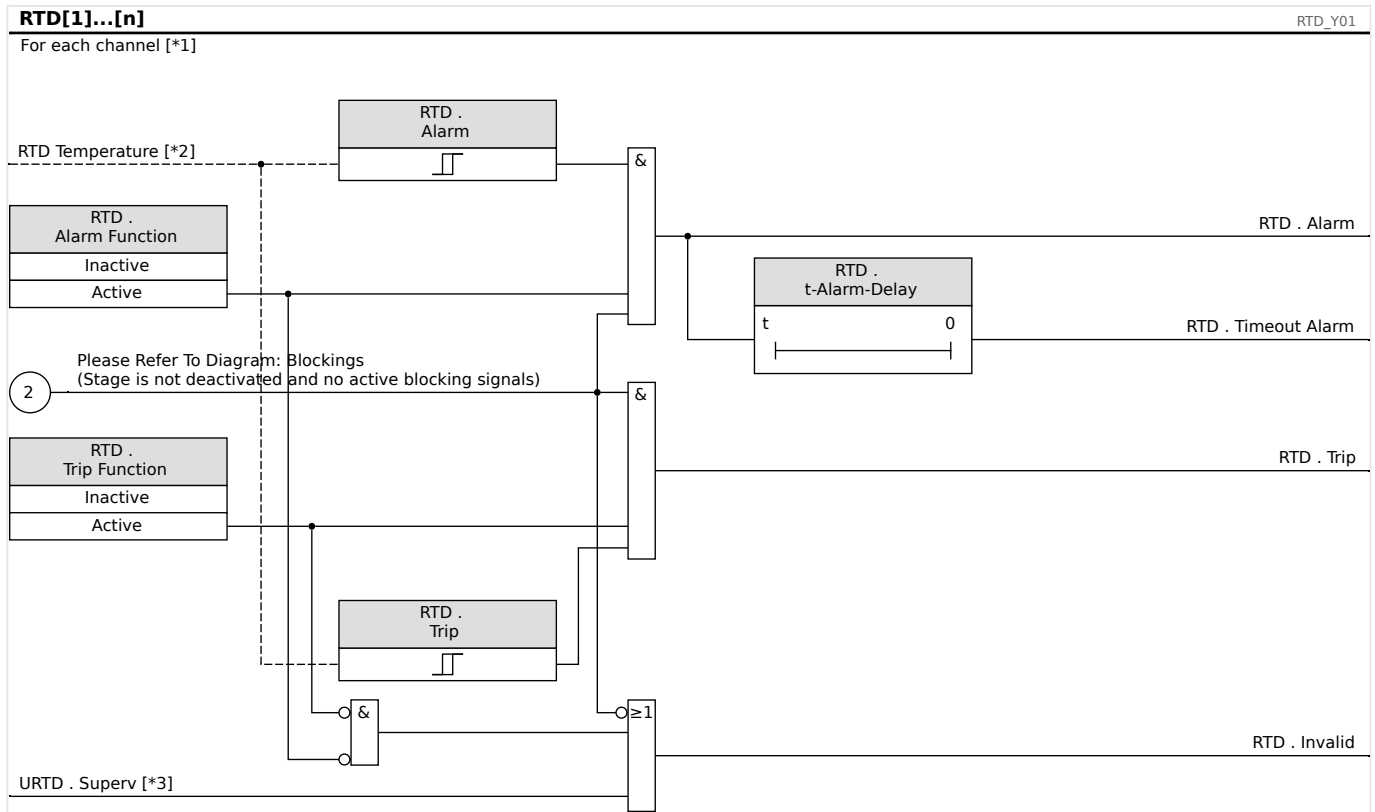 RTD[1]...[n]
RTD_Y01
For each channel [*1]
RTD .
Alarm
RTD Temperature [*2]
&
RTD .
Alarm Function
Inactive
Active
RTD . Alarm
RTD .
t-Alarm-Delay
t 0
RTD . Timeout Alarm
Please Refer To Diagram: Blockings
(Stage is not deactivated and no active blocking signals)
2
&
RTD .
Trip Function
Inactive
Active
RTD . Trip
RTD .
Trip
&
≥1
RTD . Invalid
URTD . Superv [*3]